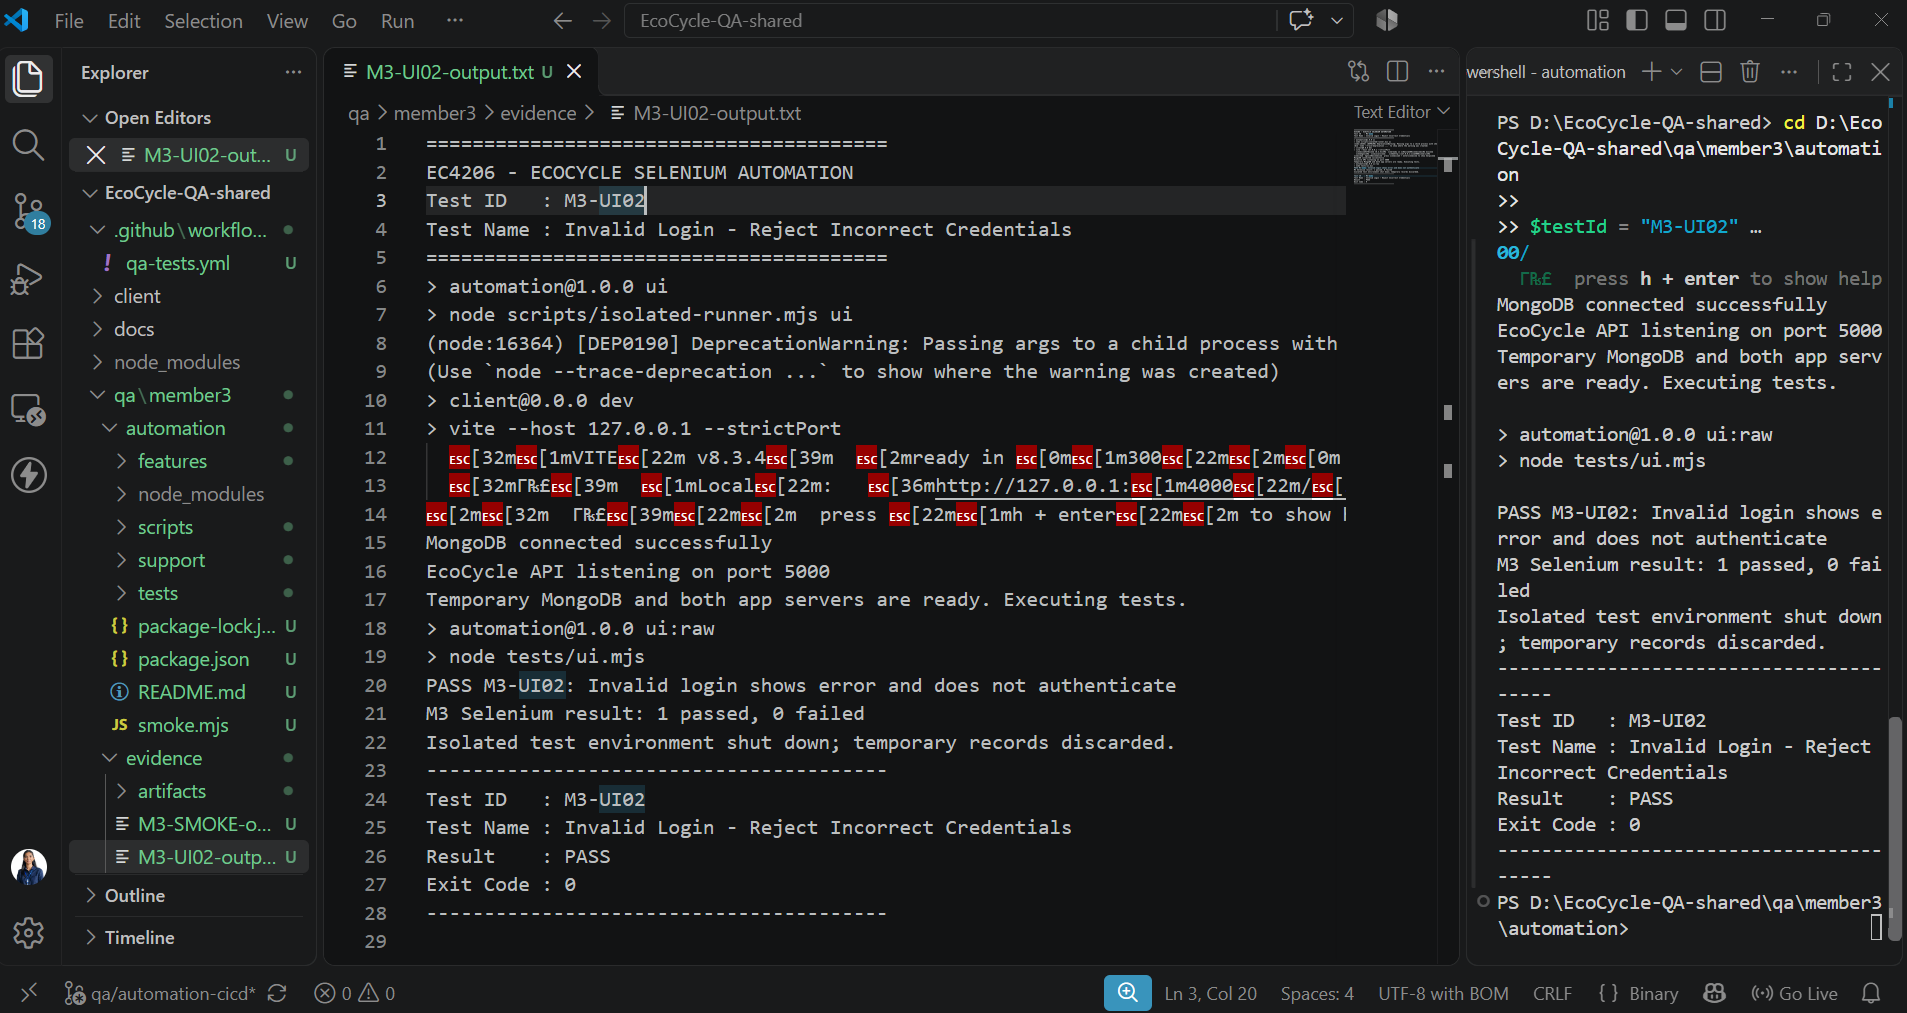 File Edit Selection View Go Run ···
EcoCycle-QA-shared
Explorer
Open Editors
M3-UI02-out... U
EcoCycle-QA-shared
.github\workflo...
! qa-tests.yml U
client
docs
node_modules
qa\member3
automation
features
node_modules
scripts
support
tests
{} package-lock.j... U
{} package.json U
README.md U
JS smoke.mjs U
evidence
artifacts
M3-SMOKE-o... U
M3-UI02-outp... U
Outline
Timeline
18
M3-UI02-output.txt U
qa > member3 > evidence > M3-UI02-output.txt
Text Editor
1 ========================================
2 EC4206 - ECOCYCLE SELENIUM AUTOMATION
3 Test ID   : M3-UI02
4 Test Name : Invalid Login - Reject Incorrect Credentials
5 ========================================
6 > automation@1.0.0 ui
7 > node scripts/isolated-runner.mjs ui
8 (node:16364) [DEP0190] DeprecationWarning: Passing args to a child process with
9 (Use `node --trace-deprecation ...` to show where the warning was created)
10 > client@0.0.0 dev
11 > vite --host 127.0.0.1 --strictPort
12   ESC[32mESC[1mVITEESC[22m v8.3.4ESC[39m  ESC[2mready in ESC[0mESC[1m300ESC[22mESC[2mESC[0m
13   ESC[32mΓ₧£ESC[39m  ESC[1mLocalESC[22m:   ESC[36mhttp://127.0.0.1:ESC[1m4000ESC[22m/ESC[
14 ESC[2mESC[32m  Γ₧£ESC[39mESC[22mESC[2m  press ESC[22mESC[1mh + enterESC[22mESC[2m to show
15 MongoDB connected successfully
16 EcoCycle API listening on port 5000
17 Temporary MongoDB and both app servers are ready. Executing tests.
18 > automation@1.0.0 ui:raw
19 > node tests/ui.mjs
20 PASS M3-UI02: Invalid login shows error and does not authenticate
21 M3 Selenium result: 1 passed, 0 failed
22 Isolated test environment shut down; temporary records discarded.
23 ----------------------------------------
24 Test ID   : M3-UI02
25 Test Name : Invalid Login - Reject Incorrect Credentials
26 Result    : PASS
27 Exit Code : 0
28 ----------------------------------------
29
wershell - automation
PS D:\EcoCycle-QA-shared> cd D:\Eco
Cycle-QA-shared\qa\member3\automati
on
>>
>> $testId = "M3-UI02" …
00/
Γ₧£  press h + enter to show help
MongoDB connected successfully
EcoCycle API listening on port 5000
Temporary MongoDB and both app serv
ers are ready. Executing tests.
> automation@1.0.0 ui:raw
> node tests/ui.mjs
PASS M3-UI02: Invalid login shows e
rror and does not authenticate
M3 Selenium result: 1 passed, 0 fai
led
Isolated test environment shut down
; temporary records discarded.
-----------------------------------
-----
Test ID   : M3-UI02
Test Name : Invalid Login - Reject
Incorrect Credentials
Result    : PASS
Exit Code : 0
-----------------------------------
-----
PS D:\EcoCycle-QA-shared\qa\member3
\automation>
qa/automation-cicd* 0 0
Ln 3, Col 20 Spaces: 4 UTF-8 with BOM CRLF {} Binary Go Live